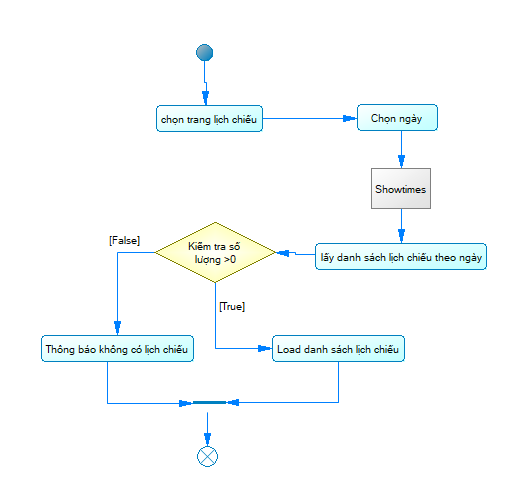 chọn trang lịch chiếu
Chọn ngày
Showtimes
lấy danh sách lịch chiếu theo ngày
Kiểm tra số
lượng >0
[False]
[True]
Thông báo không có lịch chiếu
Load danh sách lịch chiếu